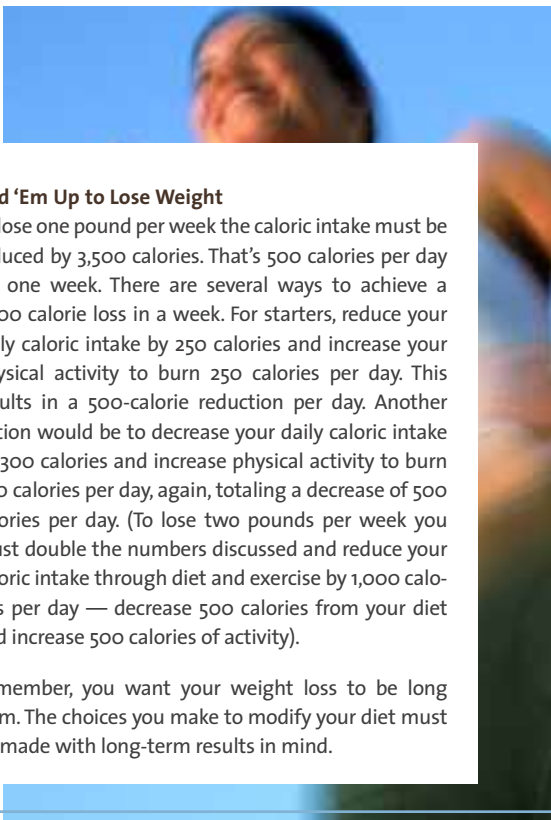 d ‘Em Up to Lose Weight
lose one pound per week the caloric intake must be
duced by 3,500 calories. That’s 500 calories per day
one week. There are several ways to achieve a
00 calorie loss in a week. For starters, reduce your
ly caloric intake by 250 calories and increase your
ysical activity to burn 250 calories per day. This
ults in a 500-calorie reduction per day. Another
tion would be to decrease your daily caloric intake
300 calories and increase physical activity to burn
0 calories per day, again, totaling a decrease of 500
ories per day. (To lose two pounds per week you
ust double the numbers discussed and reduce your
oric intake through diet and exercise by 1,000 calo-
s per day — decrease 500 calories from your diet
d increase 500 calories of activity).
member, you want your weight loss to be long
m. The choices you make to modify your diet must
made with long-term results in mind.